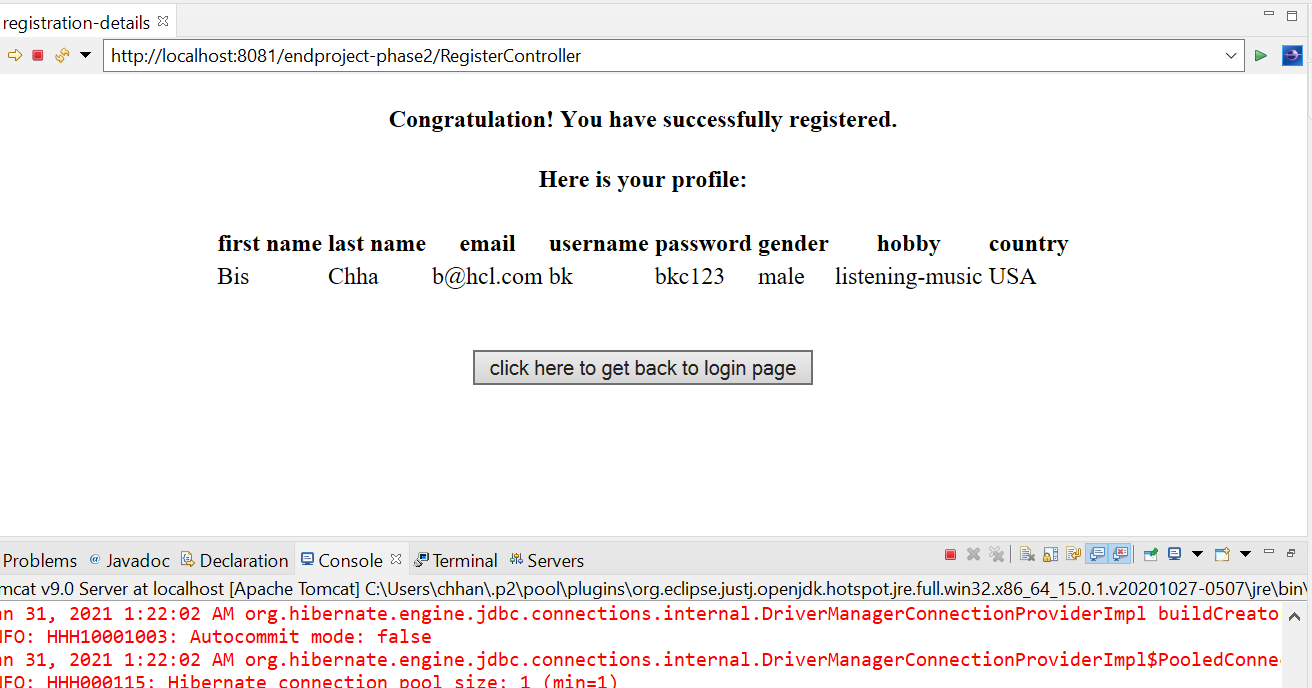 registration-details
http://localhost:8081/endproject-phase2/RegisterController
Congratulation! You have successfully registered.
Here is your profile:
first name last name email username password gender hobby country
Bis Chha b@hcl.com bk bkc123 male listening-music USA
click here to get back to login page
Problems @ Javadoc Declaration Console Terminal Servers
mcat v9.0 Server at localhost [Apache Tomcat] C:\Users\chhan\.p2\pool\plugins\org.eclipse.justj.openjdk.hotspot.jre.full.win32.x86_64_15.0.1.v20201027-0507\jre\bin\
an 31, 2021 1:22:02 AM org.hibernate.engine.jdbc.connections.internal.DriverManagerConnectionProviderImpl buildCreato
NFO: HHH10001003: Autocommit mode: false
an 31, 2021 1:22:02 AM org.hibernate.engine.jdbc.connections.internal.DriverManagerConnectionProviderImpl$PooledConne
NFO: HHH000115: Hibernate connection pool size: 1 (min=1)